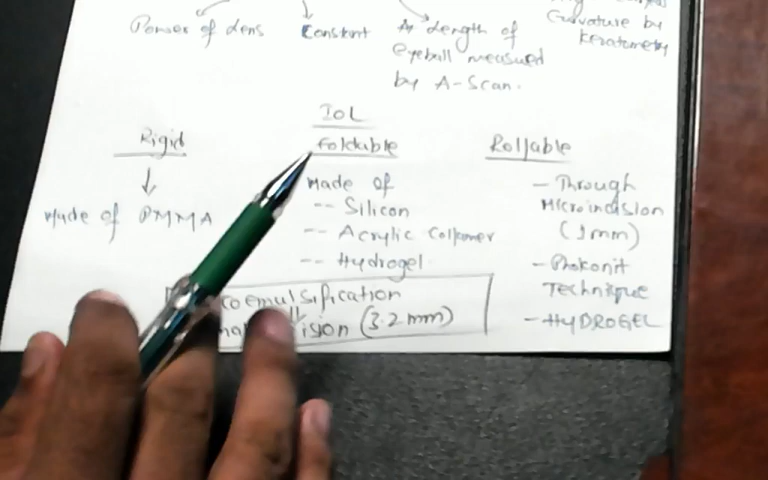 Curvature by
Power of Lens Constant Length of Keratometry
eyeball measured
by A-Scan.
IOL
Rigid Foldable Rollable
Made of PMMA
Made of
-- Silicon
-- Acrylic
-- Hydrogel
- Through
Microincision
(1mm)
- Phakonit
Technique
- HYDROGEL
coemulsification
ision (3.2 mm)